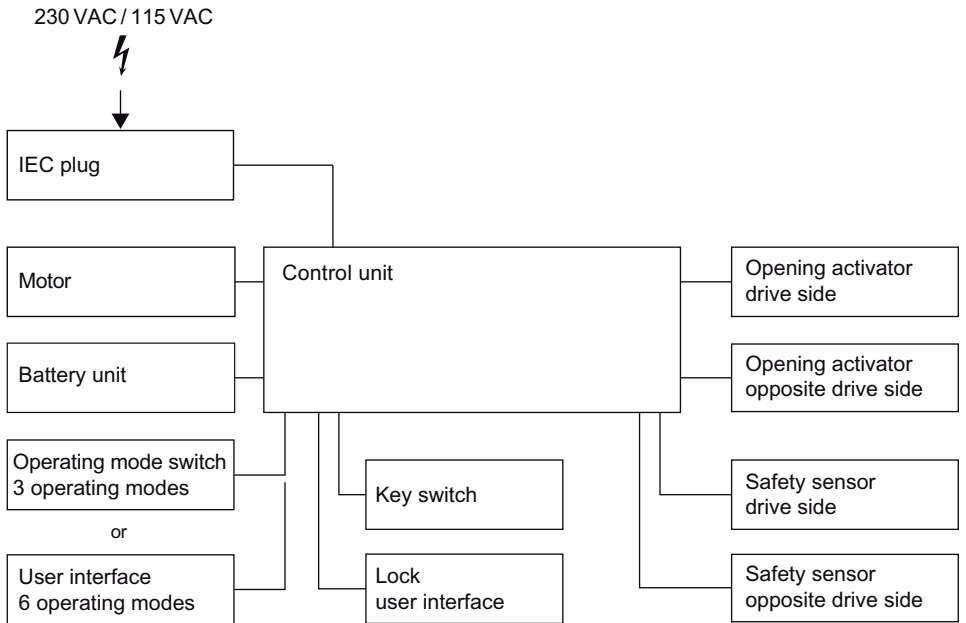 230 VAC / 115 VAC
IEC plug
Motor
Control unit
Opening activator
drive side
Battery unit
Opening activator
opposite drive side
Operating mode switch
3 operating modes
or
User interface
6 operating modes
Key switch
Lock
user interface
Safety sensor
drive side
Safety sensor
opposite drive side